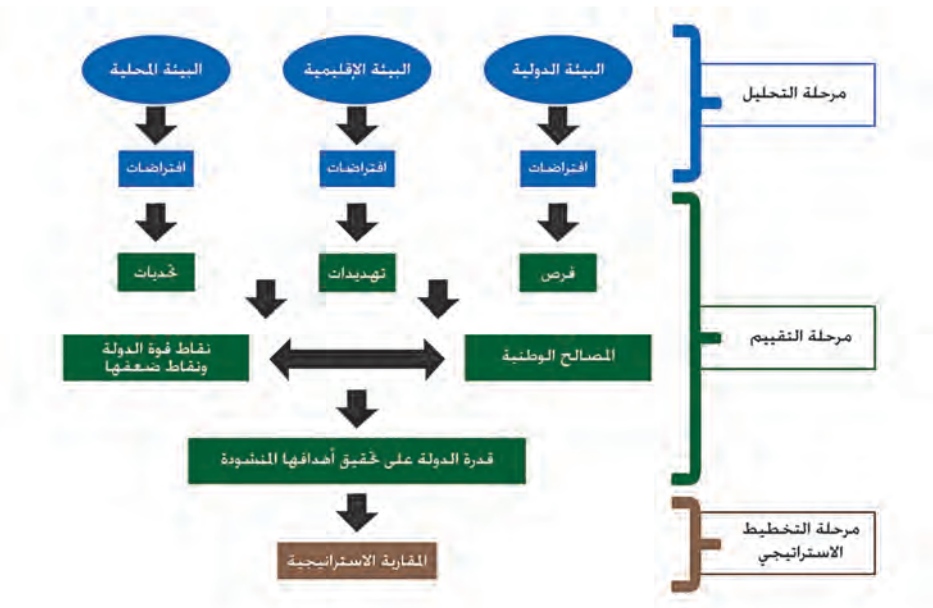 مرحلة التحليل
البيئة الدولية
البيئة الإقليمية
البيئة المحلية
افتراضات
افتراضات
افتراضات
مرحلة التقييم
فرص
تهديدات
تحديات
المصالح الوطنية
نقاط قوة الدولة
ونقاط ضعفها
قدرة الدولة على تحقيق أهدافها المنشودة
مرحلة التخطيط
الاستراتيجي
المقاربة الاستراتيجية